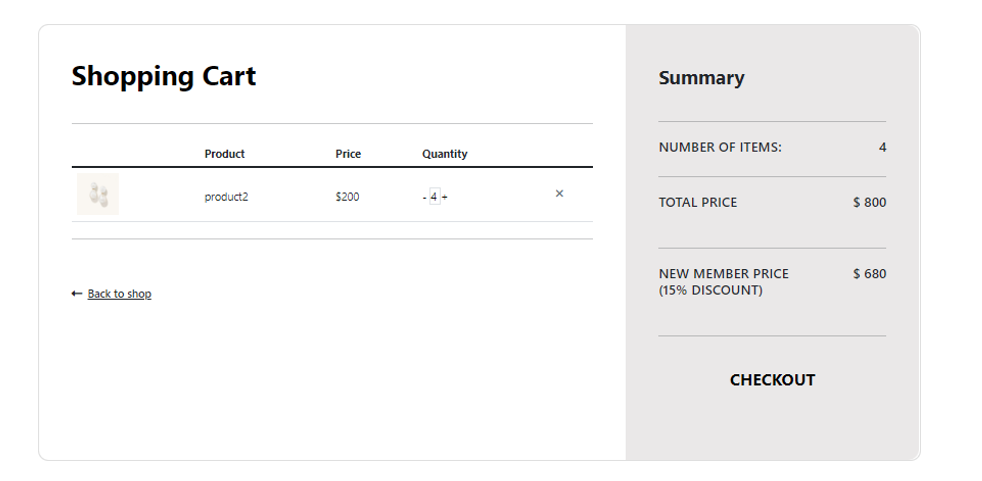 Shopping Cart
Product Price Quantity
product2 $200 - 4 + ×
← Back to shop
Summary
NUMBER OF ITEMS: 4
TOTAL PRICE $ 800
NEW MEMBER PRICE $ 680
(15% DISCOUNT)
CHECKOUT